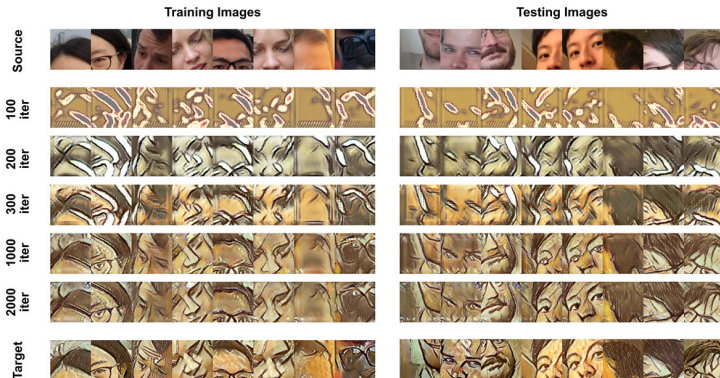 Training Images
Testing Images
Source
100
iter
200
iter
300
iter
1000
iter
2000
iter
Target